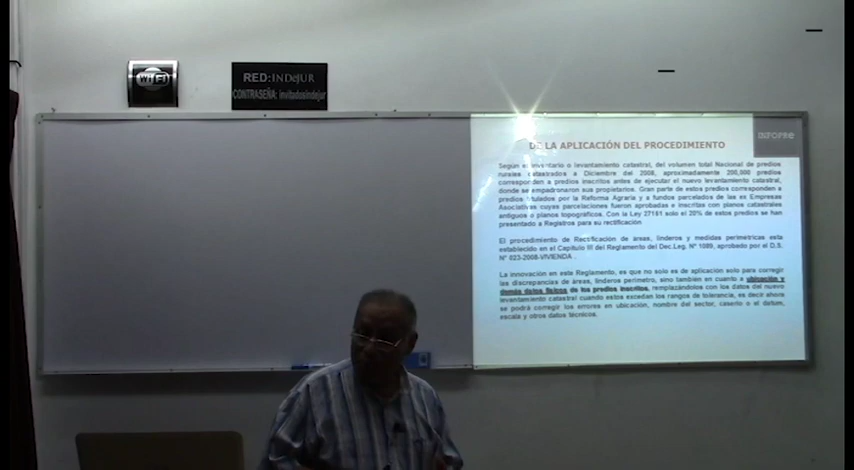 WiFi
RED: INDeJUR
CONTRASEÑA: invitadosindejur
INFOPRe
DE LA APLICACIÓN DEL PROCEDIMIENTO
Según el inventario o levantamiento catastral, del volumen total Nacional de predios
rurales catastrados a Diciembre del 2008, aproximadamente 200,000 predios
corresponden a predios inscritos antes de ejecutar el nuevo levantamiento catastral,
donde se empadronaron sus propietarios. Gran parte de estos predios corresponden a
predios titulados por la Reforma Agraria y a fundos parcelados de las ex Empresas
Asociativas cuyas parcelaciones fueron aprobadas e inscritas con planos catastrales
antiguos o planos topográficos. Con la Ley 27161 solo el 20% de estos predios se han
presentado a Registros para su rectificación
El procedimiento de Rectificación de áreas, linderos y medidas perimétricas esta
establecido en el Capítulo III del Reglamento del Dec.Leg. N° 1089, aprobado por el D.S.
N° 023-2008-VIVIENDA .
La innovación en este Reglamento, es que no solo es de aplicación solo para corregir
las discrepancias de áreas, linderos perímetro, sino también en cuanto a ubicación y
demás datos físicos de los predios inscritos, remplazándolos con los datos del nuevo
levantamiento catastral cuando estos excedan los rangos de tolerancia, es decir ahora
se podrá corregir los errores en ubicación, nombre del sector, caserío o el datum,
escala y otros datos técnicos.